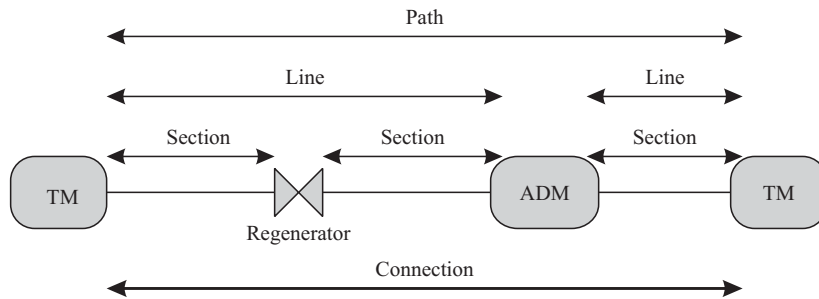 Path
Line Line
Section Section Section
TM ADM TM
Regenerator
Connection